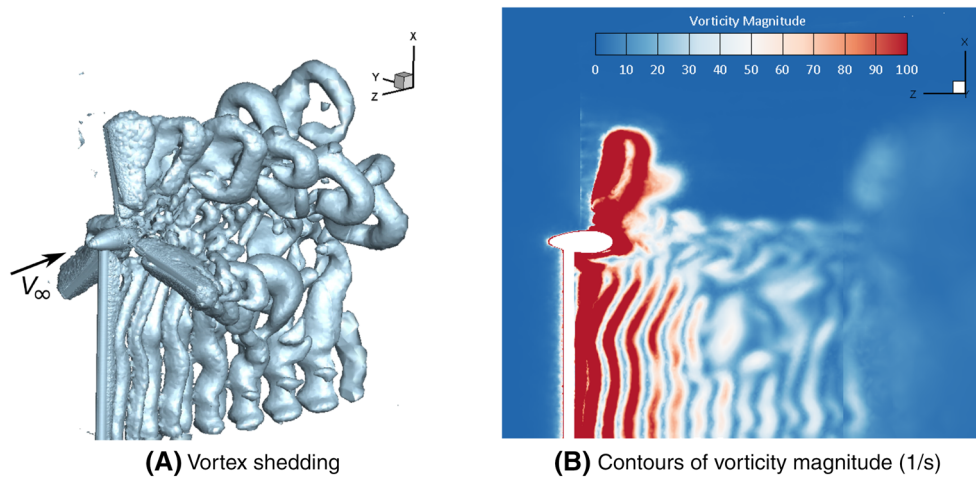 X
Y
Z
V∞
(A) Vortex shedding
Vorticity Magnitude
0 10 20 30 40 50 60 70 80 90 100
X
Z
(B) Contours of vorticity magnitude (1/s)